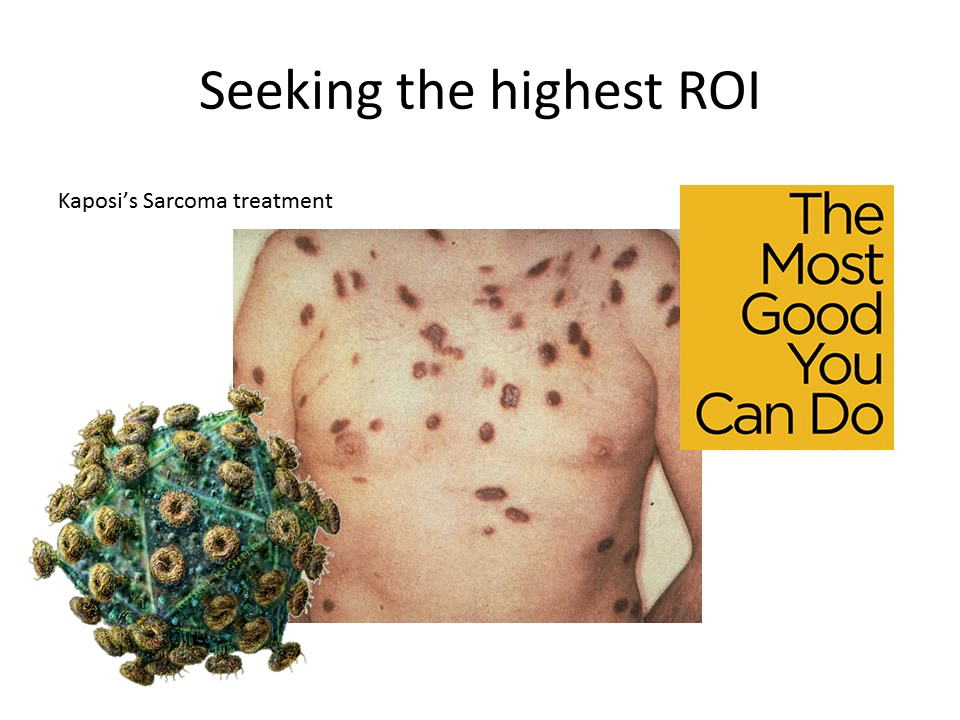 Seeking the highest ROI
Kaposi’s Sarcoma treatment
The
Most
Good
You
Can Do